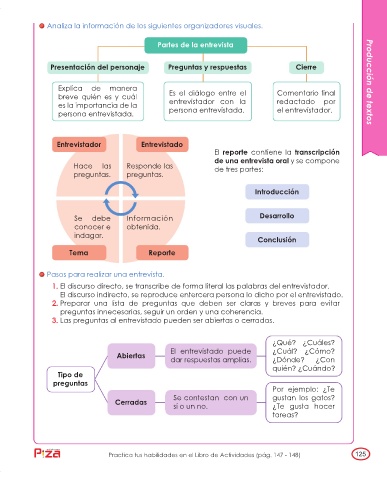 Analiza la información de los siguientes organizadores visuales.
Partes de la entrevista
Presentación del personaje
Preguntas y respuestas
Cierre
Explica de manera
breve quién es y cuál
es la importancia de la
persona entrevistada.
Es el diálogo entre el
entrevistador con la
persona entrevistada.
Comentario final
redactado por
el entrevistador.
Producción de textos
Entrevistador
Entrevistado
Hace las
preguntas.
Responde las
preguntas.
Se debe
conocer e
indagar.
Información
obtenida.
Tema
Reporte
El reporte contiene la transcripción
de una entrevista oral y se compone
de tres partes:
Introducción
Desarrollo
Conclusión
Pasos para realizar una entrevista.
1. El discurso directo, se transcribe de forma literal las palabras del entrevistador.
El discurso indirecto, se reproduce entercera persona lo dicho por el entrevistado.
2. Preparar una lista de preguntas que deben ser claras y breves para evitar
preguntas innecesarias, seguir un orden y una coherencia.
3. Las preguntas al entrevistado pueden ser abiertas o cerradas.
Tipo de
preguntas
Abiertas
El entrevistado puede
dar respuestas amplias.
¿Qué? ¿Cuáles?
¿Cuál? ¿Cómo?
¿Dónde? ¿Con
quién? ¿Cuándo?
Cerradas
Se contestan con un
sí o un no.
Por ejemplo: ¿Te
gustan los gatos?
¿Te gusta hacer
tareas?
Practica tus habilidades en el Libro de Actividades (pág. 147 - 148)
125